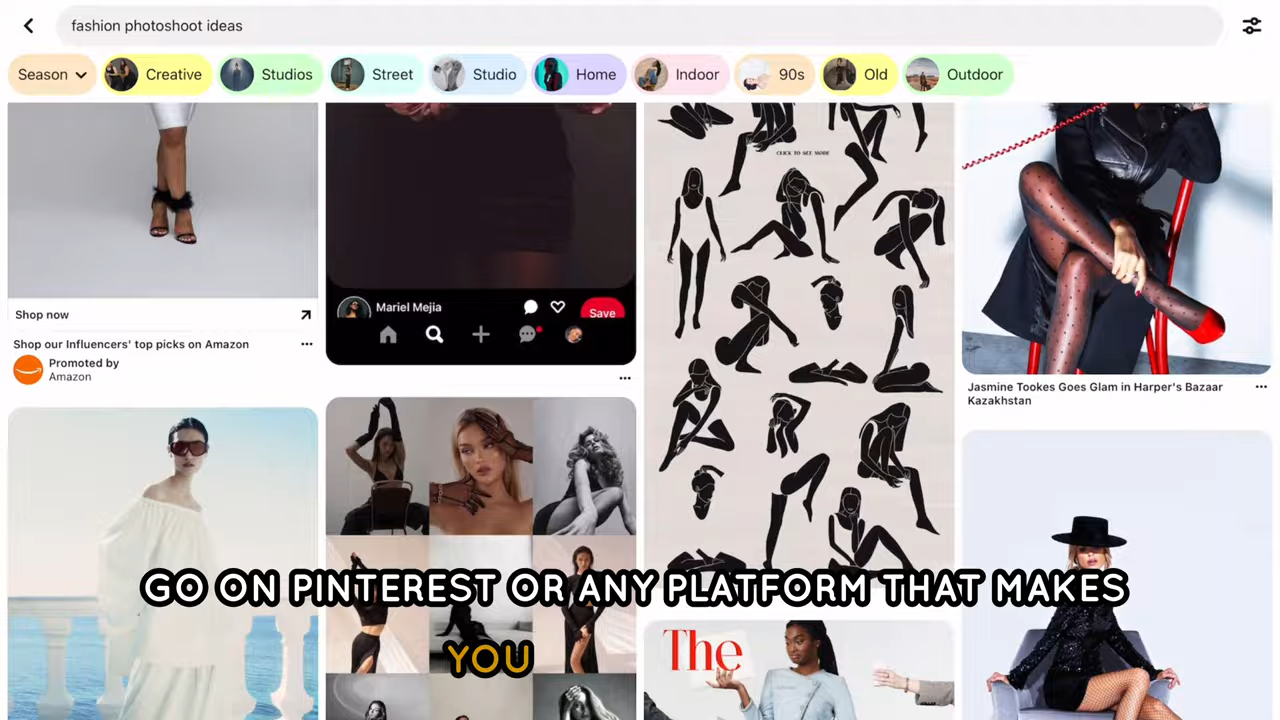 fashion photoshoot ideas
Season
Creative
Studios
Street
Studio
Home
Indoor
90s
Old
Outdoor
Shop now
Shop our Influencers' top picks on Amazon
Promoted by
Amazon
Mariel Mejia
Save
CLICK TO SEE MORE
Jasmine Tookes Goes Glam in Harper's Bazaar
Kazakhstan
The
GO ON PINTEREST OR ANY PLATFORM THAT MAKES
YOU